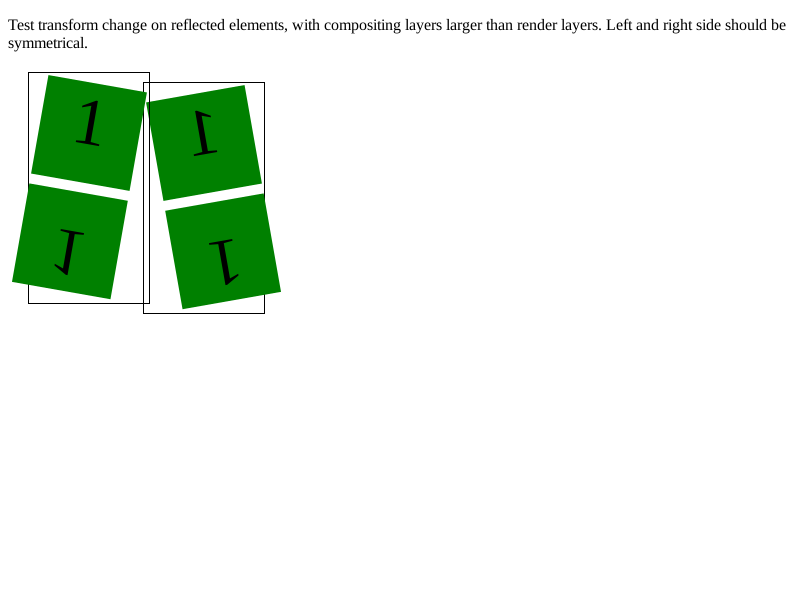 Test transform change on reflected elements, with compositing layers larger than render layers. Left and right side should be
symmetrical.
1 1
1 1